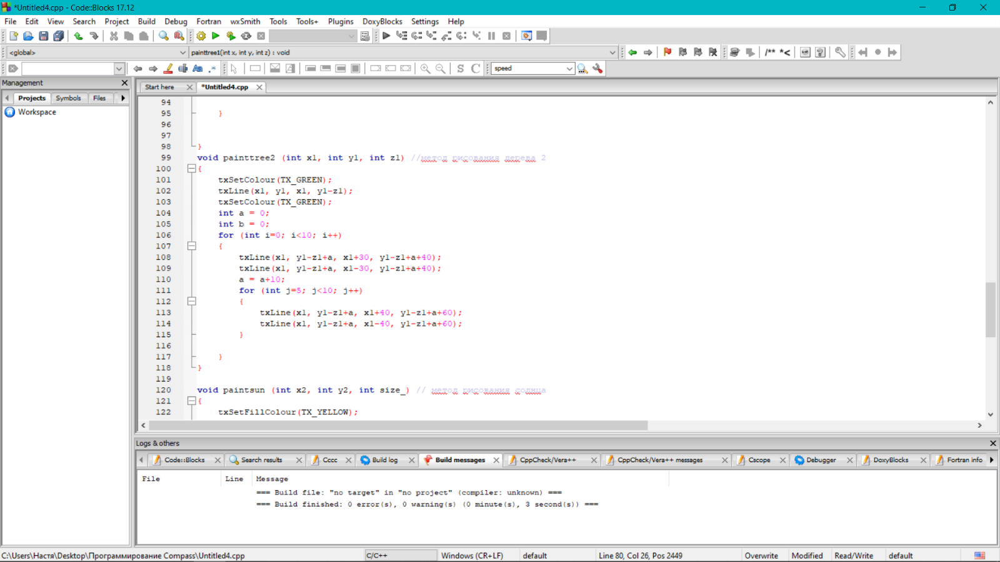 *Untitled4.cpp - Code::Blocks 17.12
File Edit View Search Project Build Debug Fortran wxSmith Tools Tools+ Plugins DoxyBlocks Settings Help
<global> painttree1(int x, int y, int z) : void /** *<
S C speed
Management
Projects Symbols Files
Workspace
Start here *Untitled4.cpp
94
95 }
96
97
98 }
99 void painttree2 (int x1, int y1, int z1) //метод рисования дерева 2
100 {
101 txSetColour(TX_GREEN);
102 txLine(x1, y1, x1, y1-z1);
103 txSetColour(TX_GREEN);
104 int a = 0;
105 int b = 0;
106 for (int i=0; i<10; i++)
107 {
108 txLine(x1, y1-z1+a, x1+30, y1-z1+a+40);
109 txLine(x1, y1-z1+a, x1-30, y1-z1+a+40);
110 a = a+10;
111 for (int j=5; j<10; j++)
112 {
113 txLine(x1, y1-z1+a, x1+40, y1-z1+a+60);
114 txLine(x1, y1-z1+a, x1-40, y1-z1+a+60);
115 }
116
117 }
118 }
119
120 void paintsun (int x2, int y2, int size_) // метод рисования солнца
121 {
122 txSetFillColour(TX_YELLOW);
Logs & others
Code::Blocks Search results Cccc Build log Build messages CppCheck/Vera++ CppCheck/Vera++ messages Cscope Debugger DoxyBlocks Fortran info
File Line Message
=== Build file: "no target" in "no project" (compiler: unknown) ===
=== Build finished: 0 error(s), 0 warning(s) (0 minute(s), 3 second(s)) ===
C:\Users\Настя\Desktop\Программирование Compass\Untitled4.cpp C/C++ Windows (CR+LF) default Line 80, Col 26, Pos 2449 Overwrite Modified Read/Write default